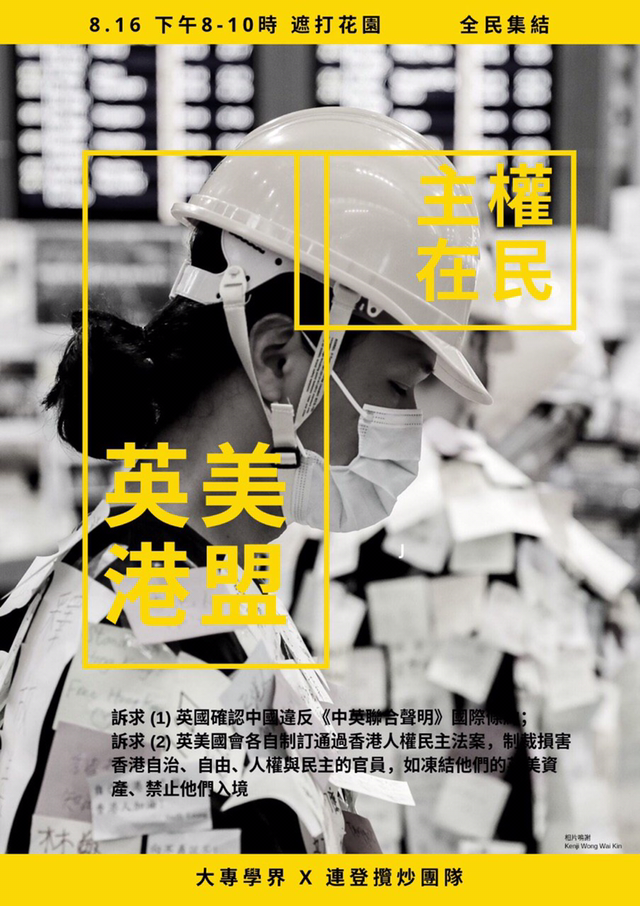 8.16 下午8-10時 遮打花園 全民集結
主權
在民
英美
港盟
訴求 (1) 英國確認中國違反《中英聯合聲明》國際條約；
訴求 (2) 英美國會各自制訂通過香港人權民主法案，制裁損害
香港自治、自由、人權與民主的官員，如凍結他們的英美資
產、禁止他們入境
相片鳴謝
Kenji Wong Wai Kin
大專學界 X 連登攬炒團隊